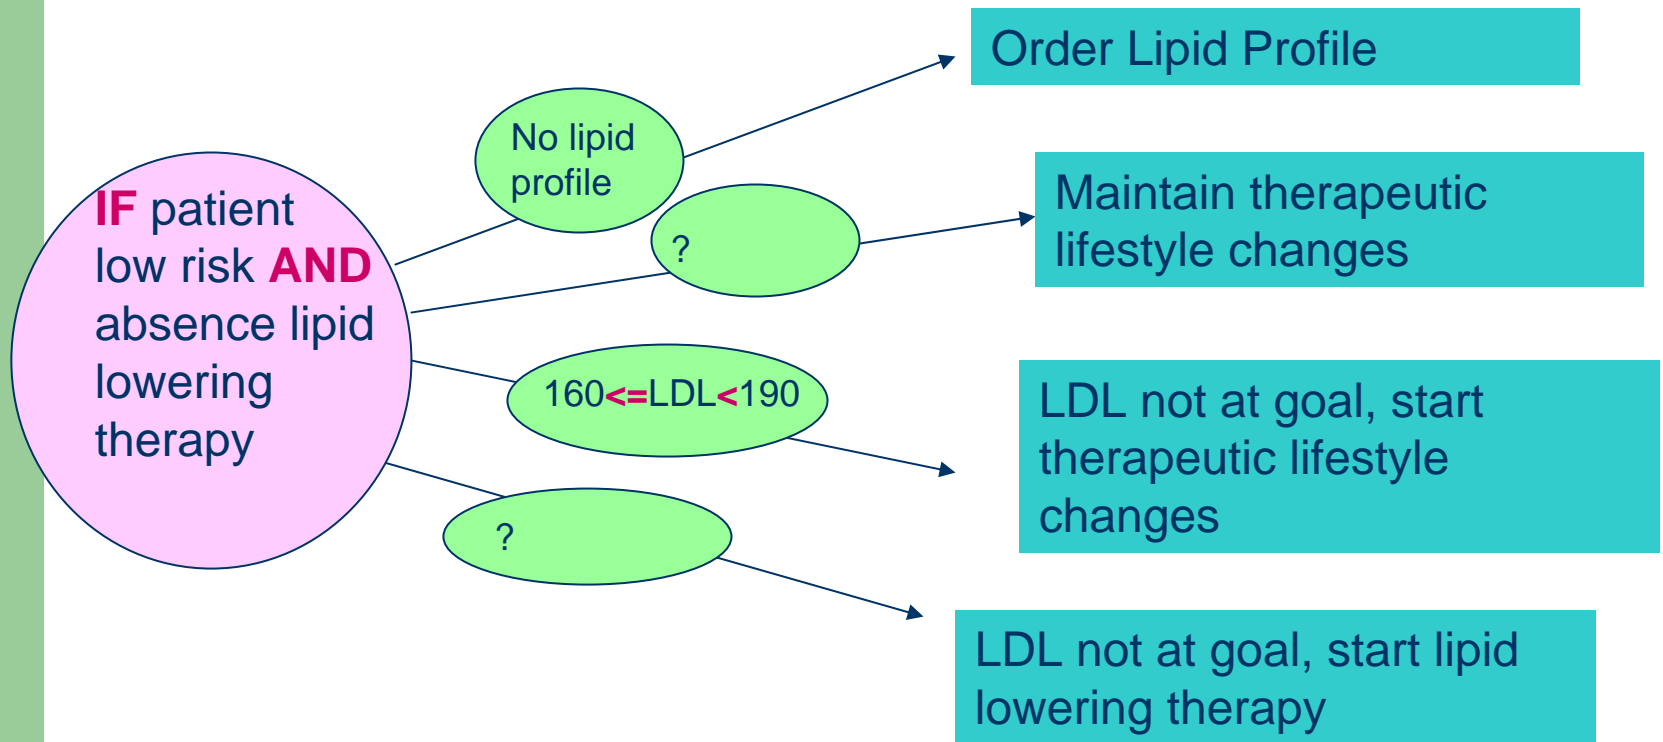 IF patient
low risk AND
absence lipid
lowering
therapy
No lipid
profile
Order Lipid Profile
?
Maintain therapeutic
lifestyle changes
160<=LDL<190
LDL not at goal, start
therapeutic lifestyle
changes
?
LDL not at goal, start lipid
lowering therapy